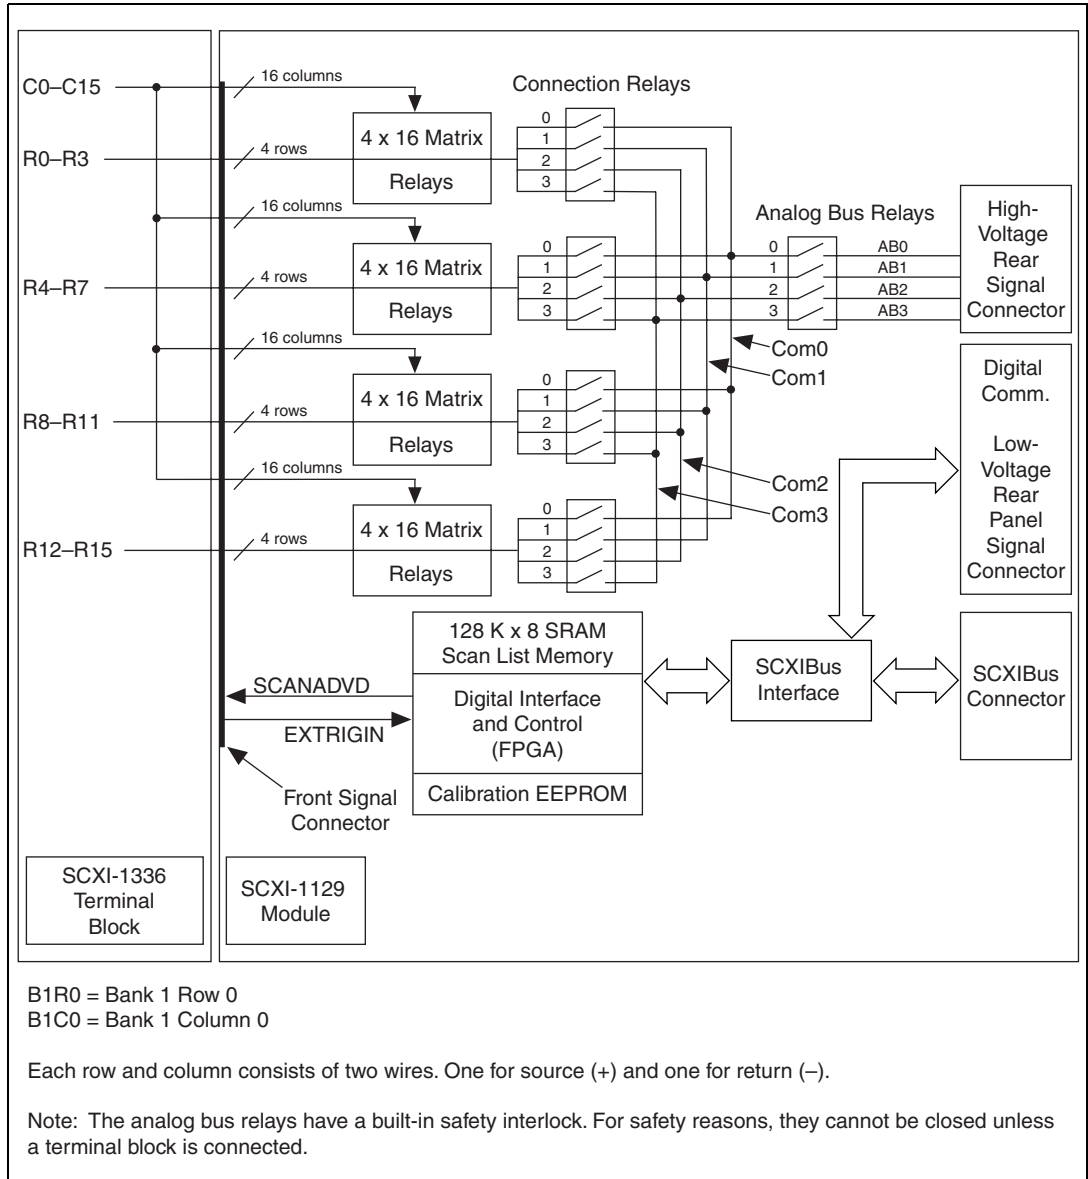 C0–C15
16 columns
Connection Relays
4 x 16 Matrix
Relays
0
1
2
3
R0–R3
4 rows
16 columns
Analog Bus Relays
High-
Voltage
Rear
Signal
Connector
4 x 16 Matrix
Relays
0
1
2
3
0
1
2
3
AB0
AB1
AB2
AB3
R4–R7
4 rows
16 columns
Com0
Com1
Digital
Comm.
Low-
Voltage
Rear
Panel
Signal
Connector
4 x 16 Matrix
Relays
0
1
2
3
R8–R11
4 rows
16 columns
Com2
Com3
4 x 16 Matrix
Relays
0
1
2
3
R12–R15
4 rows
128 K x 8 SRAM
Scan List Memory
SCANADVD
EXTRIGIN
Digital Interface
and Control
(FPGA)
Calibration EEPROM
SCXIBus
Interface
SCXIBus
Connector
Front Signal
Connector
SCXI-1336
Terminal
Block
SCXI-1129
Module
B1R0 = Bank 1 Row 0
B1C0 = Bank 1 Column 0
Each row and column consists of two wires. One for source (+) and one for return (–).
Note: The analog bus relays have a built-in safety interlock. For safety reasons, they cannot be closed unless
a terminal block is connected.